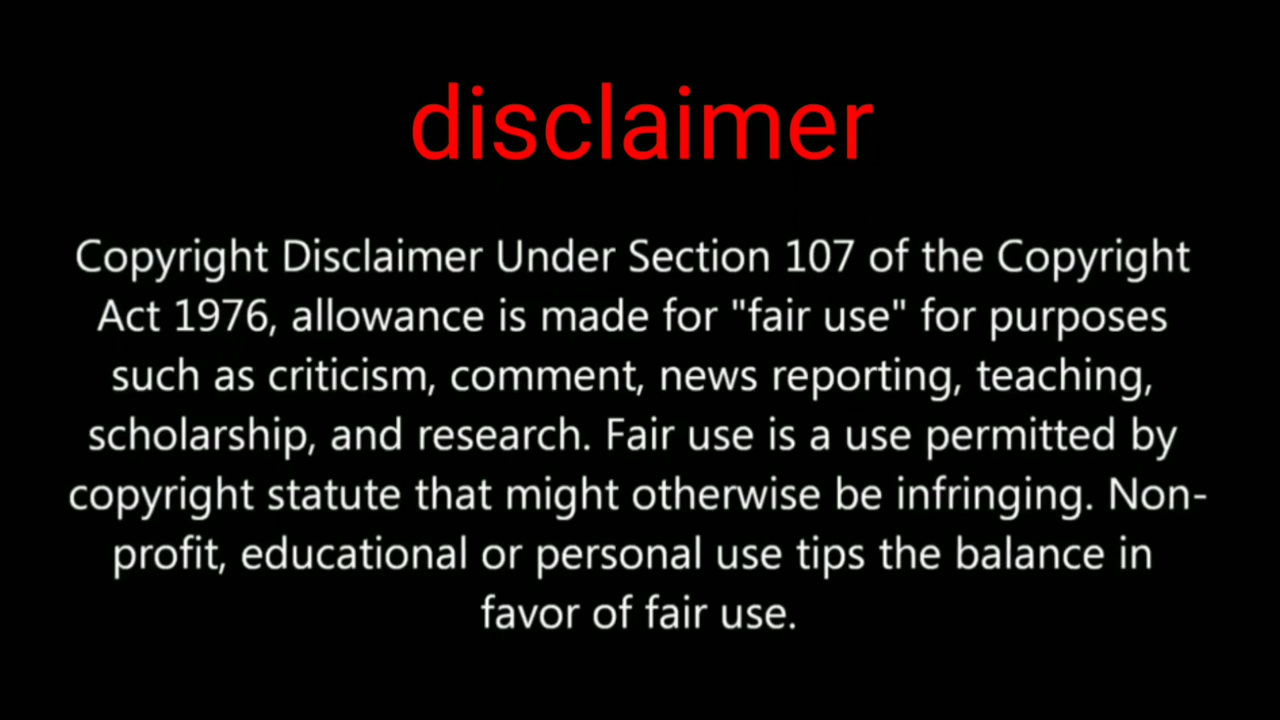 disclaimer
Copyright Disclaimer Under Section 107 of the Copyright
Act 1976, allowance is made for "fair use" for purposes
such as criticism, comment, news reporting, teaching,
scholarship, and research. Fair use is a use permitted by
copyright statute that might otherwise be infringing. Non-
profit, educational or personal use tips the balance in
favor of fair use.